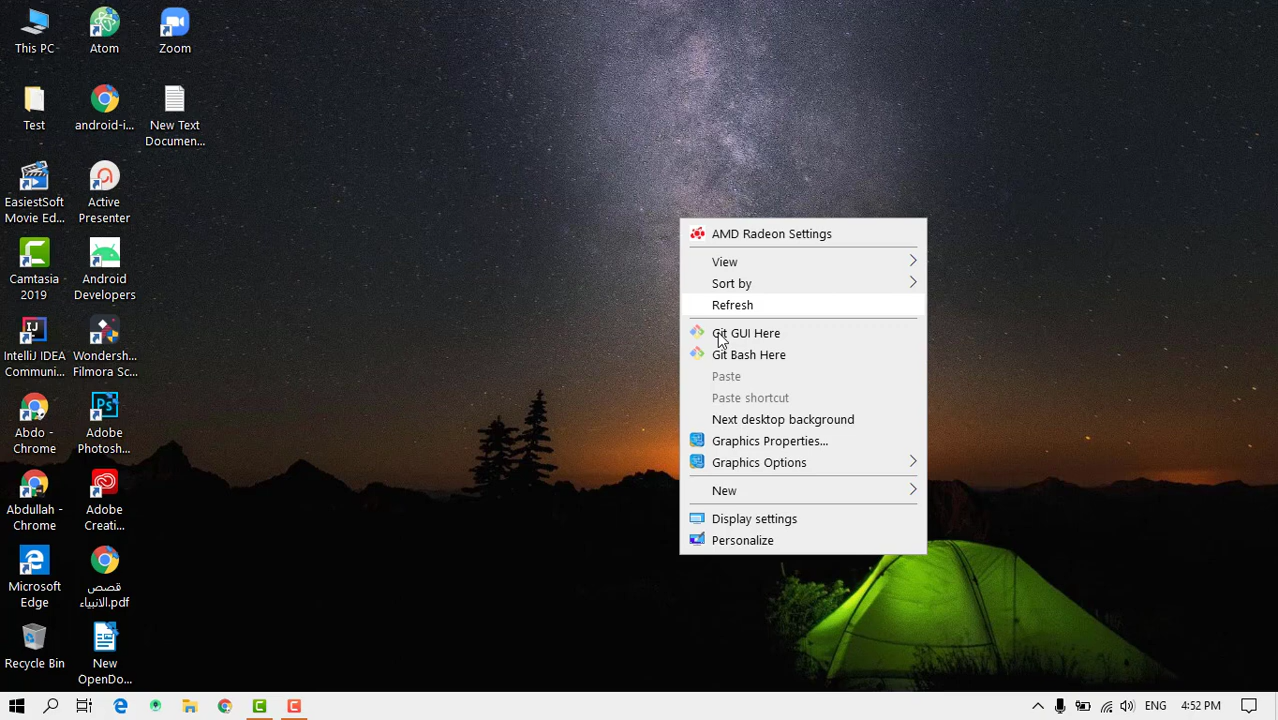 This PC
Atom
Zoom
Test
android-i...
New Text
Documen...
EasiestSoft
Movie Ed...
Active
Presenter
Camtasia
2019
Android
Developers
IntelliJ IDEA
Communi...
Wondersh...
Filmora Sc...
Abdo -
Chrome
Adobe
Photosh...
Abdullah -
Chrome
Adobe
Creati...
Microsoft
Edge
قصص
الانبياء.pdf
Recycle Bin
New
OpenDo...
AMD Radeon Settings
View
Sort by
Refresh
Git GUI Here
Git Bash Here
Paste
Paste shortcut
Next desktop background
Graphics Properties...
Graphics Options
New
Display settings
Personalize
ENG
4:52 PM